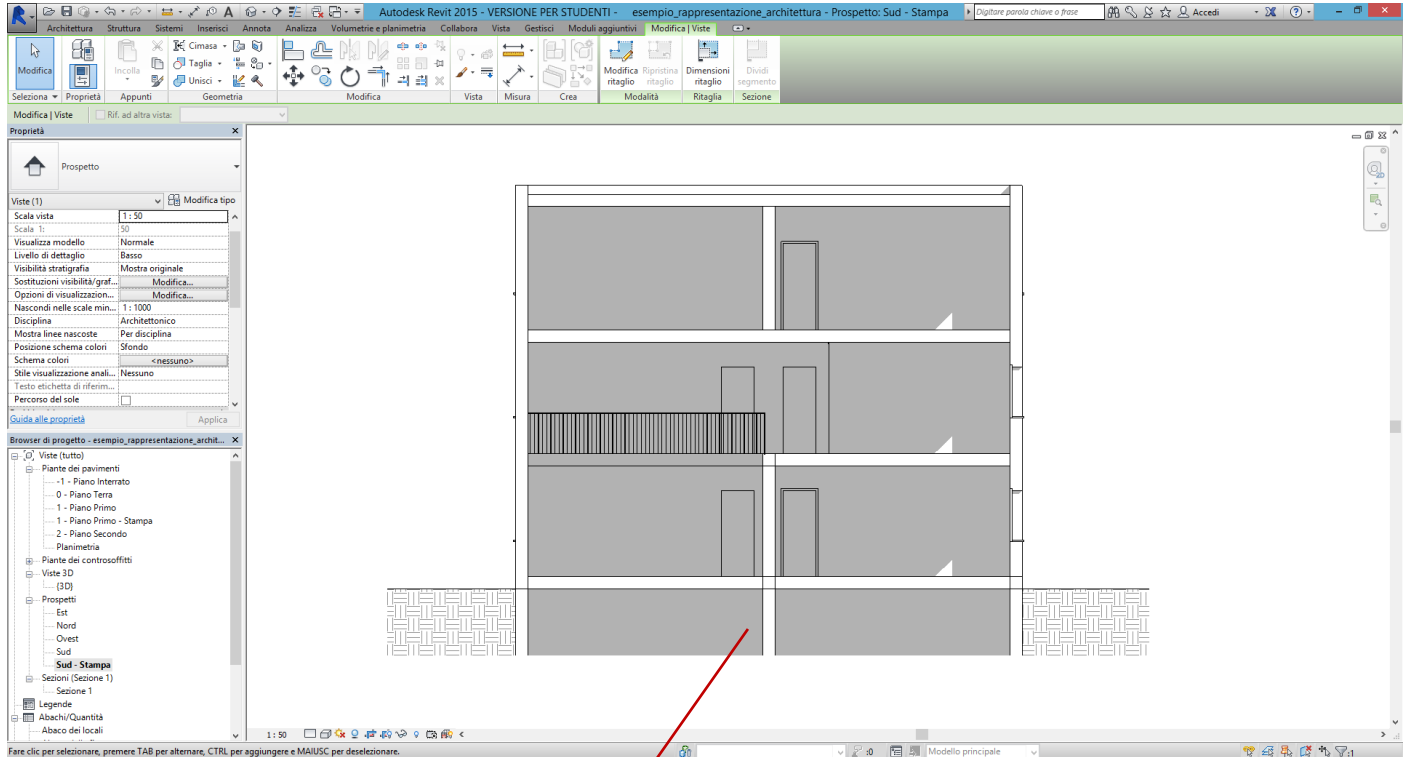 Autodesk Revit 2015 - VERSIONE PER STUDENTI - esempio_rappresentazione_architettura - Prospetto: Sud - Stampa
Digitare parola chiave o frase
Accedi
Architettura Struttura Sistemi Inserisci Annota Analizza Volumetrie e planimetria Collabora Vista Gestisci Moduli aggiuntivi Modifica | Viste
Modifica
Incolla
Cimasa
Taglia
Unisci
Modifica ritaglio
Ripristina ritaglio
Dimensioni ritaglio
Dividi segmento
Seleziona Proprietà Appunti Geometria Modifica Vista Misura Crea Modalità Ritaglia Sezione
Modifica | Viste
Rif. ad altra vista:
Proprietà
Prospetto
Viste (1)
Modifica tipo
Scala vista 1 : 50
Scala 1: 50
Visualizza modello Normale
Livello di dettaglio Basso
Visibilità stratigrafia Mostra originale
Sostituzioni visibilità/graf... Modifica...
Opzioni di visualizzazion... Modifica...
Nascondi nelle scale min... 1 : 1000
Disciplina Architettonico
Mostra linee nascoste Per disciplina
Posizione schema colori Sfondo
Schema colori <nessuno>
Stile visualizzazione anali... Nessuno
Testo etichetta di riferim...
Percorso del sole
Guida alle proprietà
Applica
Browser di progetto - esempio_rappresentazione_archit...
Viste (tutto)
Piante dei pavimenti
-1 - Piano Interrato
0 - Piano Terra
1 - Piano Primo
1 - Piano Primo - Stampa
2 - Piano Secondo
Planimetria
Piante dei controsoffitti
Viste 3D
{3D}
Prospetti
Est
Nord
Ovest
Sud
Sud - Stampa
Sezioni (Sezione 1)
Sezione 1
Legende
Abachi/Quantità
Abaco dei locali
1 : 50
Fare clic per selezionare, premere TAB per alternare, CTRL per aggiungere e MAIUSC per deselezionare.
:0
Modello principale
:1